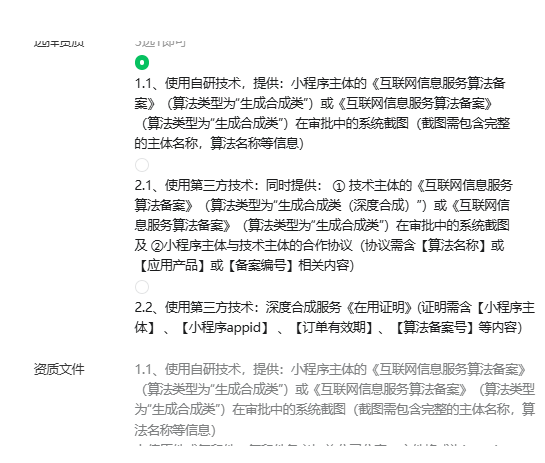 选择资质
3选1即可
1.1、使用自研技术，提供：小程序主体的《互联网信息服务算法备
案》（算法类型为“生成合成类”）或《互联网信息服务算法备案》
（算法类型为“生成合成类”）在审批中的系统截图（截图需包含完整
的主体名称，算法名称等信息）
2.1、使用第三方技术：同时提供： ① 技术主体的《互联网信息服务
算法备案》（算法类型为“生成合成类（深度合成）”）或《互联网信
息服务算法备案》（算法类型为“生成合成类”）在审批中的系统截图
及 ②小程序主体与技术主体的合作协议（协议需含【算法名称】或
【应用产品】或【备案编号】相关内容）
2.2、使用第三方技术：深度合成服务《在用证明》(证明需含【小程序主
体】 、【小程序appid】 、【订单有效期】、【算法备案号】等内容）
资质文件
1.1、使用自研技术，提供：小程序主体的《互联网信息服务算法备案》
（算法类型为“生成合成类”）或《互联网信息服务算法备案》（算法类型
为“生成合成类”）在审批中的系统截图（截图需包含完整的主体名称，算
法名称等信息）